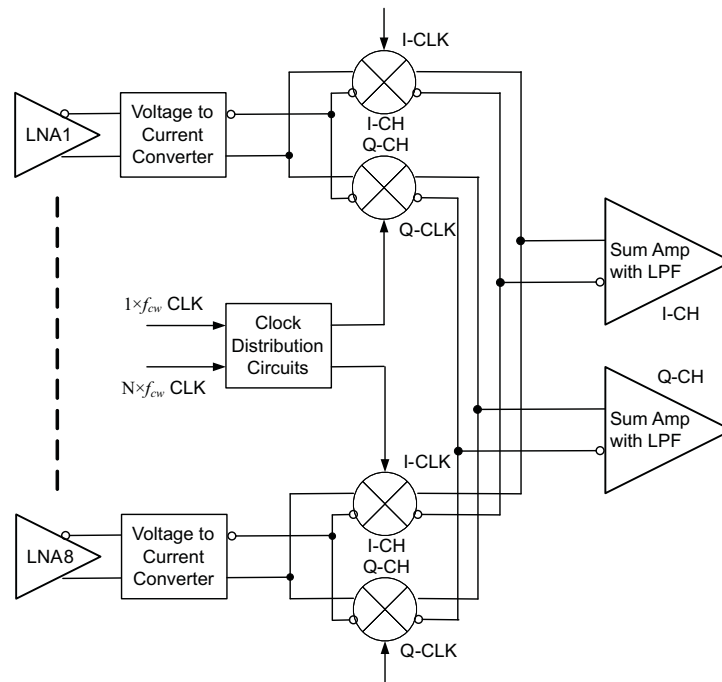 I-CLK
Voltage to
Current
Converter
LNA1
I-CH
Q-CH
Q-CLK
Sum Amp
with LPF
I-CH
1×fcw CLK
Clock
Distribution
Circuits
N×fcw CLK
Q-CH
Sum Amp
with LPF
I-CLK
Voltage to
Current
Converter
LNA8
I-CH
Q-CH
Q-CLK